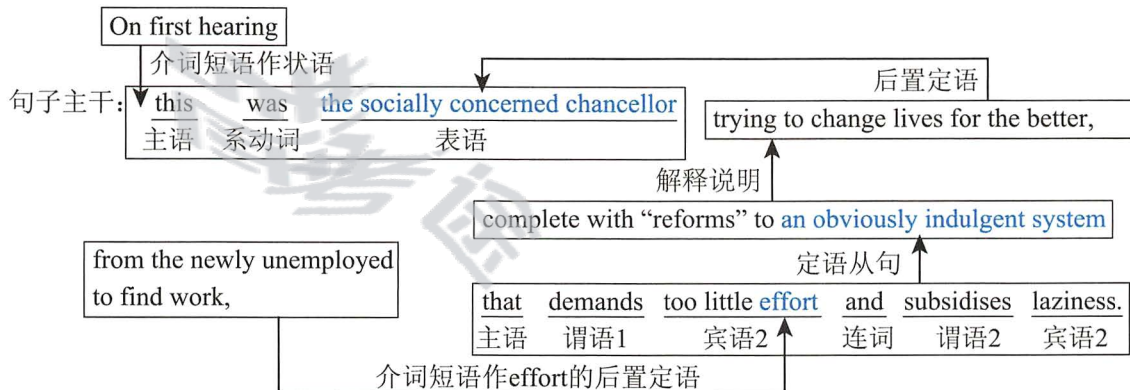 On first hearing
介词短语作状语
句子主干:
this was the socially concerned chancellor
主语 系动词 表语
后置定语
trying to change lives for the better,
解释说明
complete with “reforms” to an obviously indulgent system
定语从句
from the newly unemployed
to find work,
that demands too little effort and subsidises laziness.
主语 谓语1 宾语2 连词 谓语2 宾语2
介词短语作effort的后置定语